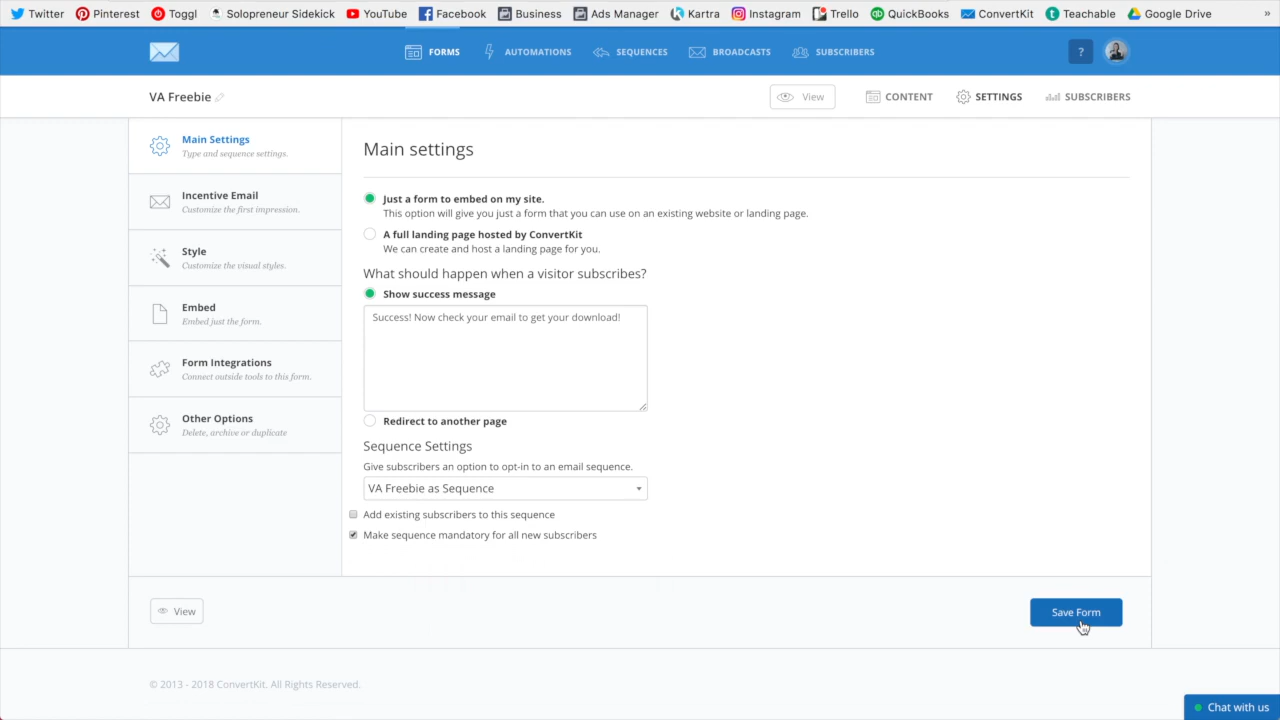 Twitter Pinterest Toggl Solopreneur Sidekick YouTube Facebook Business Ads Manager Kartra Instagram Trello QuickBooks ConvertKit Teachable Google Drive »
FORMS AUTOMATIONS SEQUENCES BROADCASTS SUBSCRIBERS ?
VA Freebie View CONTENT SETTINGS SUBSCRIBERS
Main Settings
Type and sequence settings.
Incentive Email
Customize the first impression.
Style
Customize the visual styles.
Embed
Embed just the form.
Form Integrations
Connect outside tools to this form.
Other Options
Delete, archive or duplicate
Main settings
Just a form to embed on my site.
This option will give you just a form that you can use on an existing website or landing page.
A full landing page hosted by ConvertKit
We can create and host a landing page for you.
What should happen when a visitor subscribes?
Show success message
Success! Now check your email to get your download!
Redirect to another page
Sequence Settings
Give subscribers an option to opt-in to an email sequence.
VA Freebie as Sequence
Add existing subscribers to this sequence
Make sequence mandatory for all new subscribers
View Save Form
© 2013 - 2018 ConvertKit. All Rights Reserved.
Chat with us